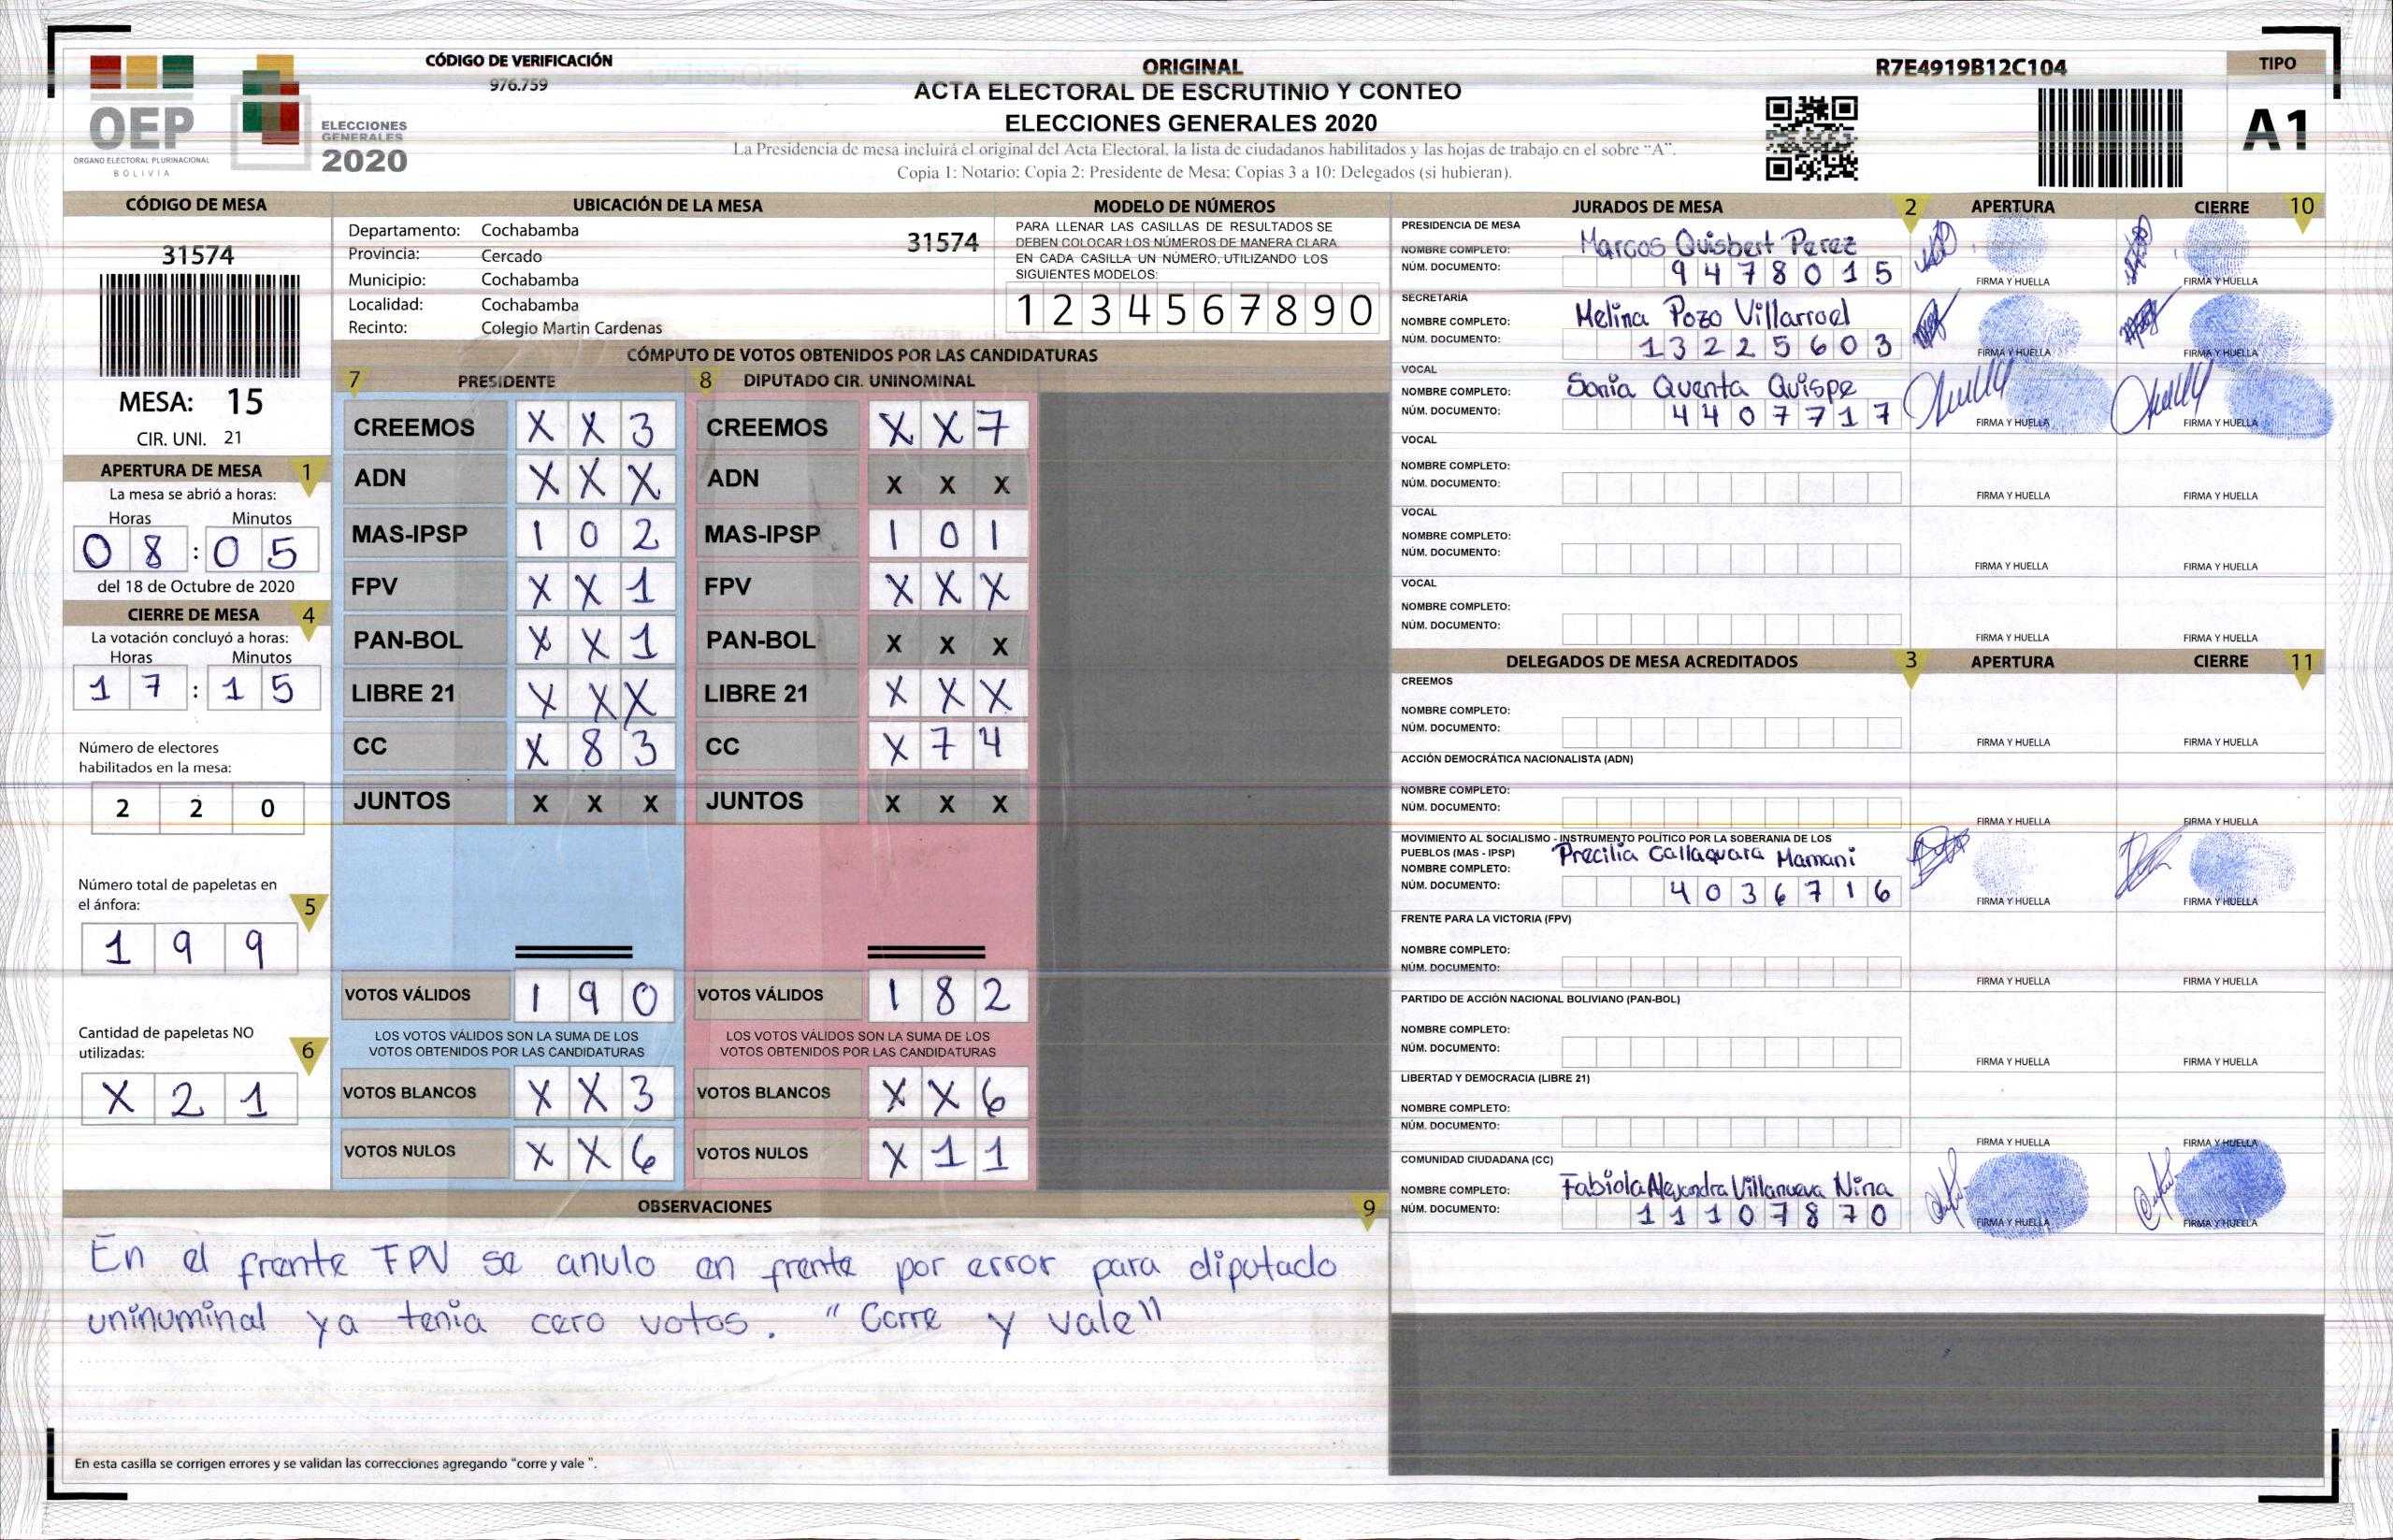 OEP
ÓRGANO ELECTORAL PLURINACIONAL
BOLIVIA
ELECCIONES
GENERALES
2020
CÓDIGO DE VERIFICACIÓN
976.759
ORIGINAL
ACTA ELECTORAL DE ESCRUTINIO Y CONTEO
ELECCIONES GENERALES 2020
La Presidencia de mesa incluirá el original del Acta Electoral, la lista de ciudadanos habilitados y las hojas de trabajo en el sobre “A”.
Copia 1: Notario: Copia 2: Presidente de Mesa: Copias 3 a 10: Delegados (si hubieran).
R7E4919B12C104
TIPO
A1
CÓDIGO DE MESA
31574
MESA: 15
CIR. UNI. 21
APERTURA DE MESA 1
La mesa se abrió a horas:
Horas Minutos
0 8 : 0 5
del 18 de Octubre de 2020
CIERRE DE MESA 4
La votación concluyó a horas:
Horas Minutos
1 7 : 1 5
Número de electores
habilitados en la mesa:
2 2 0
Número total de papeletas en
el ánfora: 5
1 9 9
Cantidad de papeletas NO
utilizadas: 6
X 2 1
UBICACIÓN DE LA MESA
Departamento: Cochabamba
31574
Provincia: Cercado
Municipio: Cochabamba
Localidad: Cochabamba
Recinto: Colegio Martin Cardenas
MODELO DE NÚMEROS
PARA LLENAR LAS CASILLAS DE RESULTADOS SE
DEBEN COLOCAR LOS NÚMEROS DE MANERA CLARA
EN CADA CASILLA UN NÚMERO, UTILIZANDO LOS
SIGUIENTES MODELOS:
1 2 3 4 5 6 7 8 9 0
CÓMPUTO DE VOTOS OBTENIDOS POR LAS CANDIDATURAS
7 PRESIDENTE
CREEMOS X X 3
ADN X X X
MAS-IPSP 1 0 2
FPV X X 1
PAN-BOL X X 1
LIBRE 21 X X X
CC X 8 3
JUNTOS X X X
VOTOS VÁLIDOS 1 9 0
LOS VOTOS VÁLIDOS SON LA SUMA DE LOS
VOTOS OBTENIDOS POR LAS CANDIDATURAS
VOTOS BLANCOS X X 3
VOTOS NULOS X X 6
8 DIPUTADO CIR. UNINOMINAL
CREEMOS X X 7
ADN X X X
MAS-IPSP 1 0 1
FPV X X X
PAN-BOL X X X
LIBRE 21 X X X
CC X 7 4
JUNTOS X X X
VOTOS VÁLIDOS 1 8 2
LOS VOTOS VÁLIDOS SON LA SUMA DE LOS
VOTOS OBTENIDOS POR LAS CANDIDATURAS
VOTOS BLANCOS X X 6
VOTOS NULOS X 1 1
OBSERVACIONES 9
En el frente FPV se anulo en frente por error para diputado
uninuminal ya tenia cero votos. "Corre y vale"
En esta casilla se corrigen errores y se validan las correcciones agregando "corre y vale ".
JURADOS DE MESA 2 APERTURA CIERRE 10
PRESIDENCIA DE MESA
NOMBRE COMPLETO: Marcos Quisbert Perez
NÚM. DOCUMENTO: 9 4 7 8 0 1 5
FIRMA Y HUELLA FIRMA Y HUELLA
SECRETARIA
NOMBRE COMPLETO: Melina Pozo Villarroel
NÚM. DOCUMENTO: 1 3 2 2 5 6 0 3
FIRMA Y HUELLA FIRMA Y HUELLA
VOCAL
NOMBRE COMPLETO: Sonia Quenta Quispe
NÚM. DOCUMENTO: 4 4 0 7 7 1 7
FIRMA Y HUELLA FIRMA Y HUELLA
VOCAL
NOMBRE COMPLETO:
NÚM. DOCUMENTO:
FIRMA Y HUELLA FIRMA Y HUELLA
VOCAL
NOMBRE COMPLETO:
NÚM. DOCUMENTO:
FIRMA Y HUELLA FIRMA Y HUELLA
VOCAL
NOMBRE COMPLETO:
NÚM. DOCUMENTO:
FIRMA Y HUELLA FIRMA Y HUELLA
DELEGADOS DE MESA ACREDITADOS 3 APERTURA CIERRE 11
CREEMOS
NOMBRE COMPLETO:
NÚM. DOCUMENTO:
FIRMA Y HUELLA FIRMA Y HUELLA
ACCIÓN DEMOCRÁTICA NACIONALISTA (ADN)
NOMBRE COMPLETO:
NÚM. DOCUMENTO:
FIRMA Y HUELLA FIRMA Y HUELLA
MOVIMIENTO AL SOCIALISMO - INSTRUMENTO POLÍTICO POR LA SOBERANIA DE LOS
PUEBLOS (MAS - IPSP)
NOMBRE COMPLETO: Precilia Callaquara Mamani
NÚM. DOCUMENTO: 4 0 3 6 7 1 6
FIRMA Y HUELLA FIRMA Y HUELLA
FRENTE PARA LA VICTORIA (FPV)
NOMBRE COMPLETO:
NÚM. DOCUMENTO:
FIRMA Y HUELLA FIRMA Y HUELLA
PARTIDO DE ACCIÓN NACIONAL BOLIVIANO (PAN-BOL)
NOMBRE COMPLETO:
NÚM. DOCUMENTO:
FIRMA Y HUELLA FIRMA Y HUELLA
LIBERTAD Y DEMOCRACIA (LIBRE 21)
NOMBRE COMPLETO:
NÚM. DOCUMENTO:
FIRMA Y HUELLA FIRMA Y HUELLA
COMUNIDAD CIUDADANA (CC)
NOMBRE COMPLETO: Fabiola Alejandra Villanueva Nina
NÚM. DOCUMENTO: 1 1 1 0 7 8 7 0
FIRMA Y HUELLA FIRMA Y HUELLA